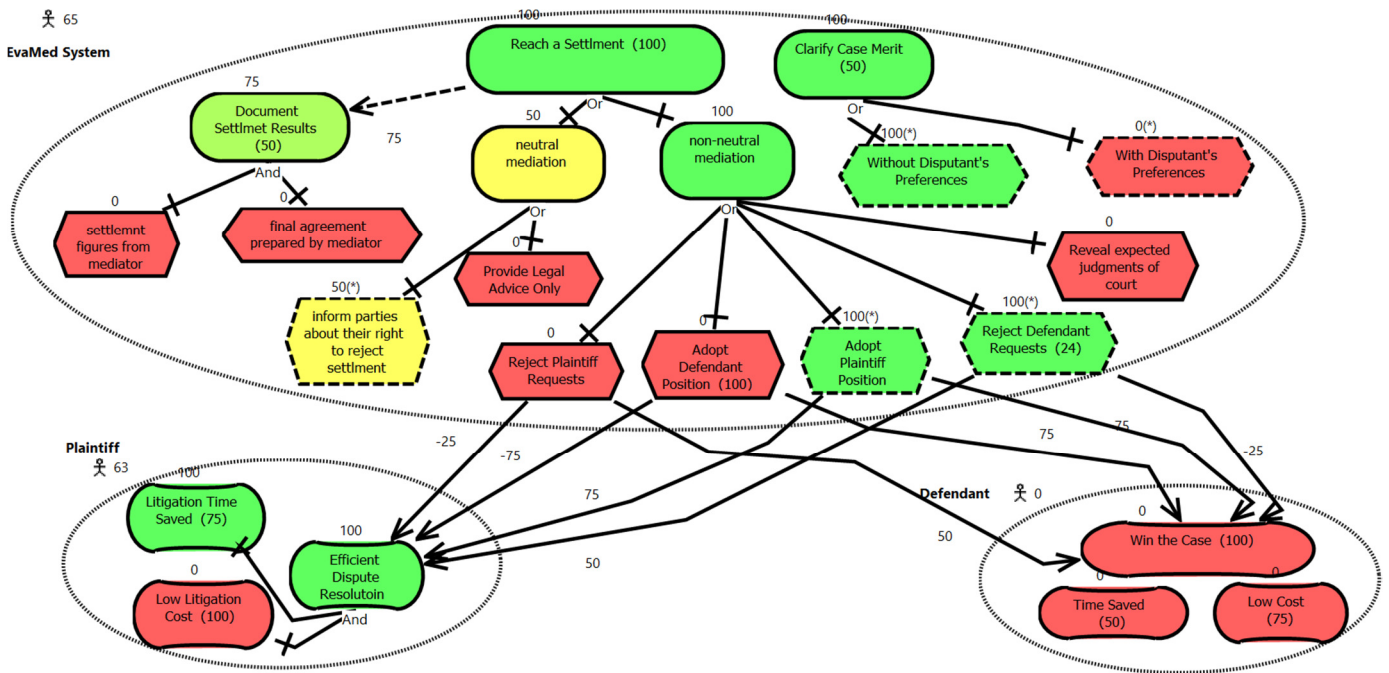 65
EvaMed System
100
Reach a Settlment (100)
Or
100
Clarify Case Merit
(50)
Or
75
Document
Settlmet Results
(50)
And
75
50
neutral
mediation
Or
100
non-neutral
mediation
Or
100(*)
Without Disputant's
Preferences
0(*)
With Disputant's
Preferences
0
settlemnt
figures from
mediator
0
final agreement
prepared by mediator
0
Provide Legal
Advice Only
0
Reveal expected
judgments of
court
50(*)
inform parties
about their right
to reject
settlment
0
Reject Plaintiff
Requests
0
Adopt
Defendant
Position (100)
100(*)
Adopt
Plaintiff
Position
100(*)
Reject Defendant
Requests (24)
-25
-75
75
75
-25
75
50
50
Plaintiff
63
100
Litigation Time
Saved (75)
0
Low Litigation
Cost (100)
100
Efficient
Dispute
Resolutoin
And
Defendant
0
0
Win the Case (100)
0
Time Saved
(50)
0
Low Cost
(75)